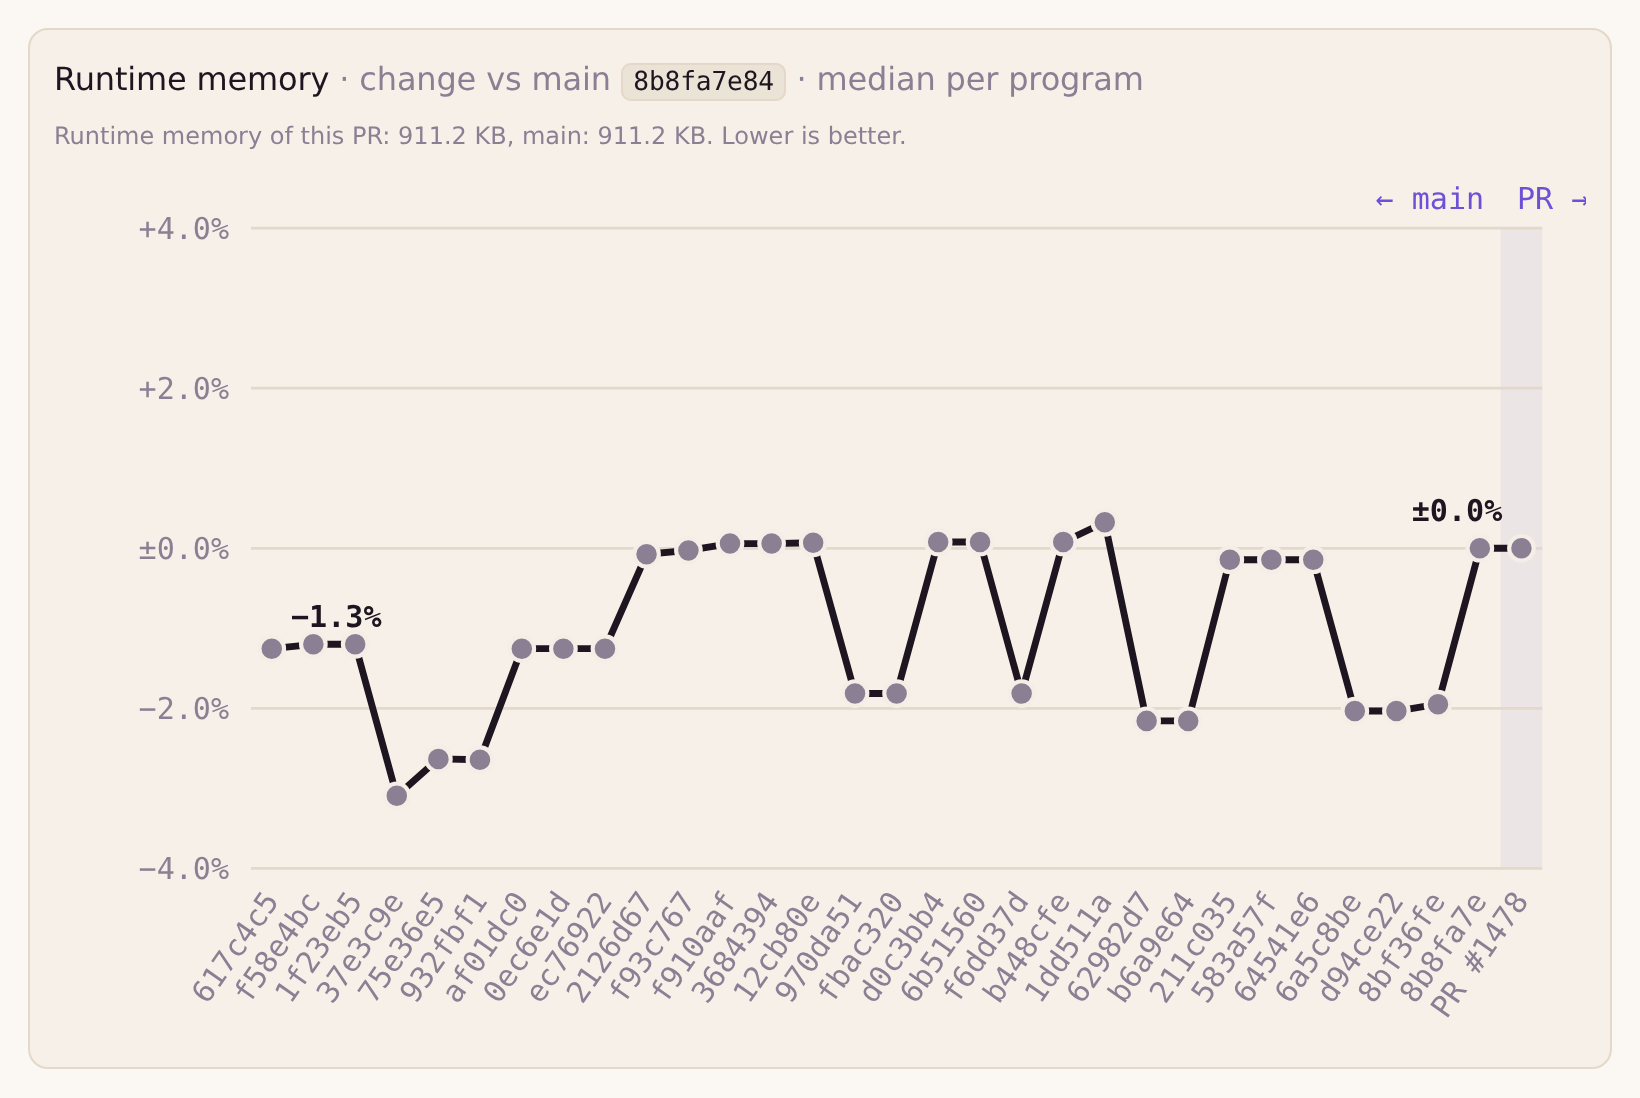 Runtime memory · change vs main 8b8fa7e84 · median per program
Runtime memory of this PR: 911.2 KB, main: 911.2 KB. Lower is better.
← main PR →
+4.0%
+2.0%
±0.0%
−2.0%
−4.0%
−1.3%
±0.0%
617c4c5
f58e4bc
1f23eb5
37e3c9e
75e36e5
932fbf1
af01dc0
0ec6e1d
ec76922
2126d67
f93c767
f910aaf
3684394
12cb80e
970da51
fbac320
d0c3bb4
6b51560
f6dd37d
b448cfe
1dd511a
62982d7
b6a9e64
211c035
583a57f
64541e6
6a5c8be
d94ce22
8bf36fe
8b8fa7e
PR #1478